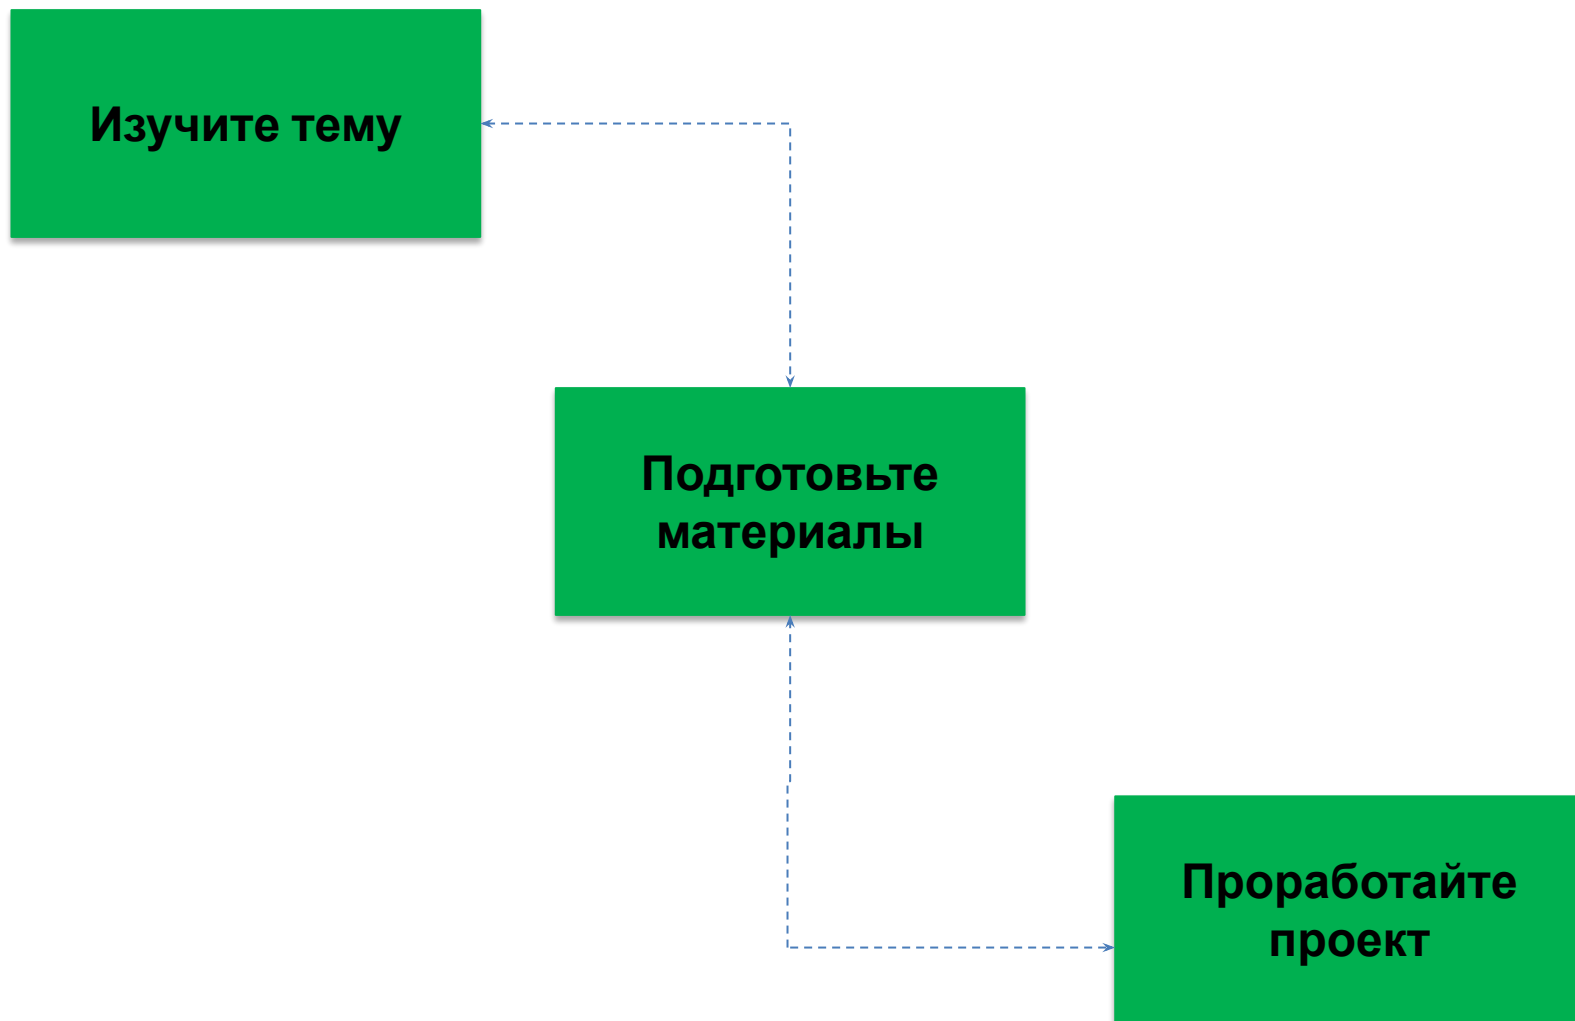 Изучите тему
Подготовьте
материалы
Проработайте
проект